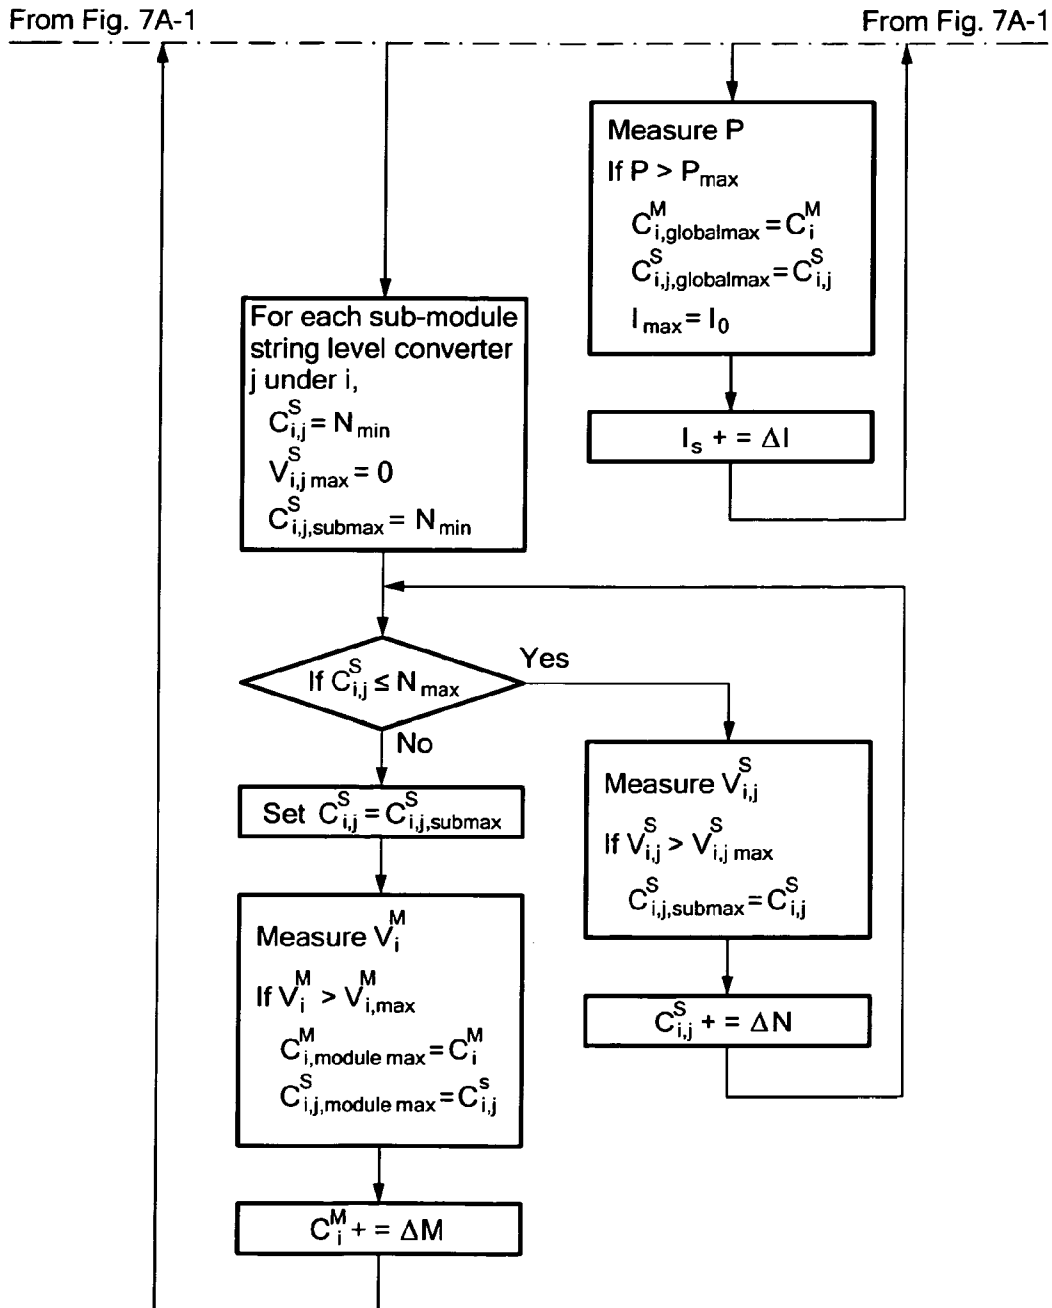 From Fig. 7A-1
From Fig. 7A-1
Measure P
If P > P_max
C^M_i,globalmax = C^M_i
C^S_i,j,globalmax = C^S_i,j
I_max = I_0
I_s + = ΔI
For each sub-module
string level converter
j under i,
C^S_i,j = N_min
V^S_i,j max = 0
C^S_i,j,submax = N_min
If C^S_i,j ≤ N_max
Yes
No
Measure V^S_i,j
If V^S_i,j > V^S_i,j max
C^S_i,j,submax = C^S_i,j
C^S_i,j + = ΔN
Set C^S_i,j = C^S_i,j,submax
Measure V^M_i
If V^M_i > V^M_i,max
C^M_i,module max = C^M_i
C^S_i,j,module max = C^s_i,j
C^M_i + = ΔM